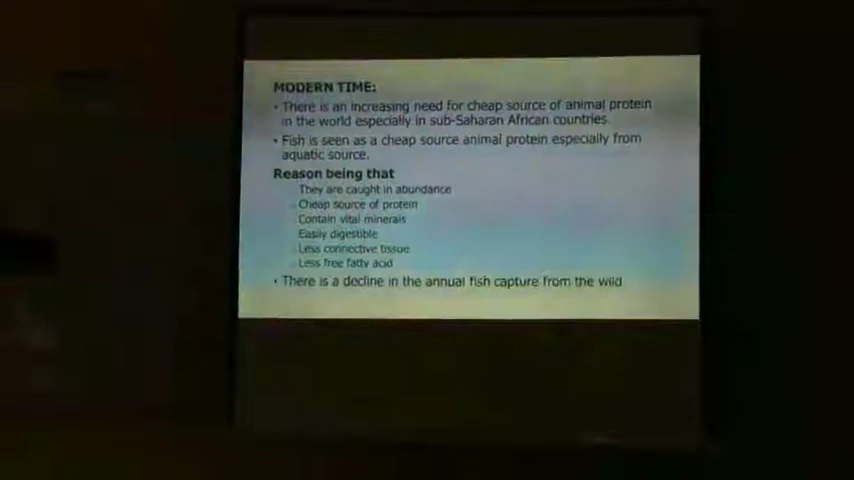 MODERN TIME:
• There is an increasing need for cheap source of animal protein
in the world especially in sub-Saharan African countries.
• Fish is seen as a cheap source animal protein especially from
aquatic source.
Reason being that
They are caught in abundance
Cheap source of protein
Contain vital minerals
Easily digestible
Less connective tissue
Less free fatty acid
• There is a decline in the annual fish capture from the wild